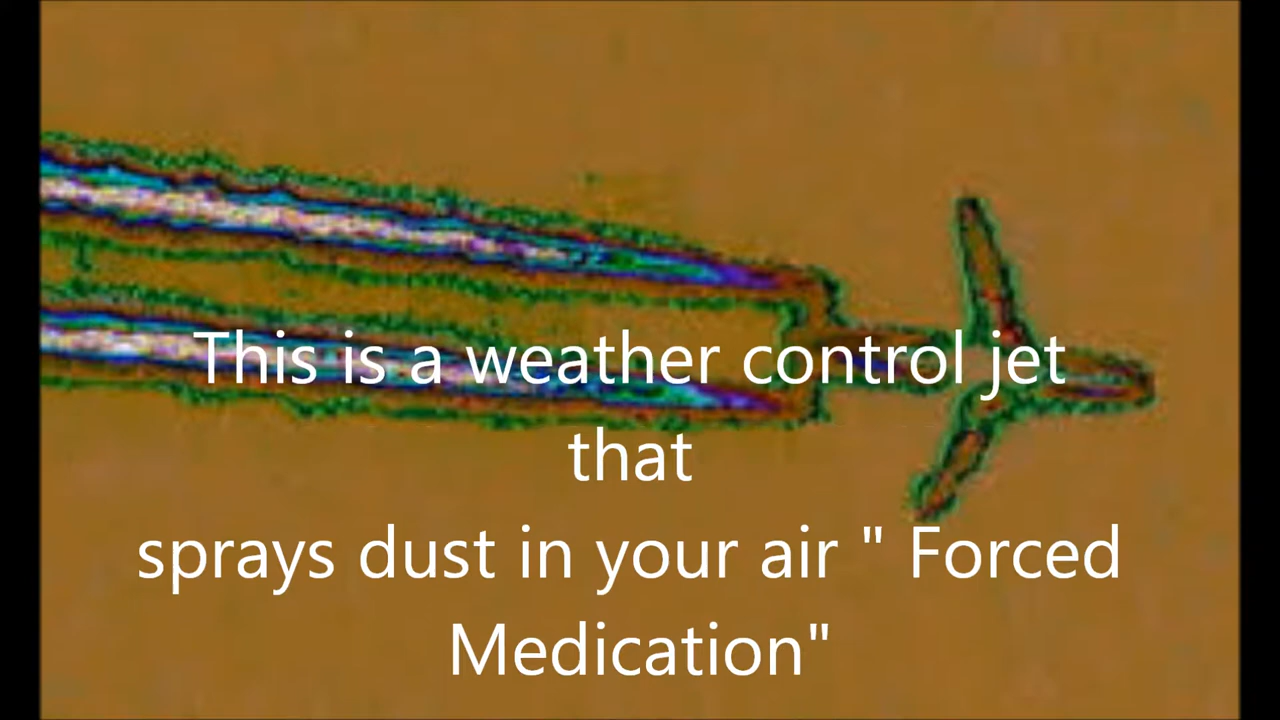 This is a weather control jet
that
sprays dust in your air " Forced
Medication"